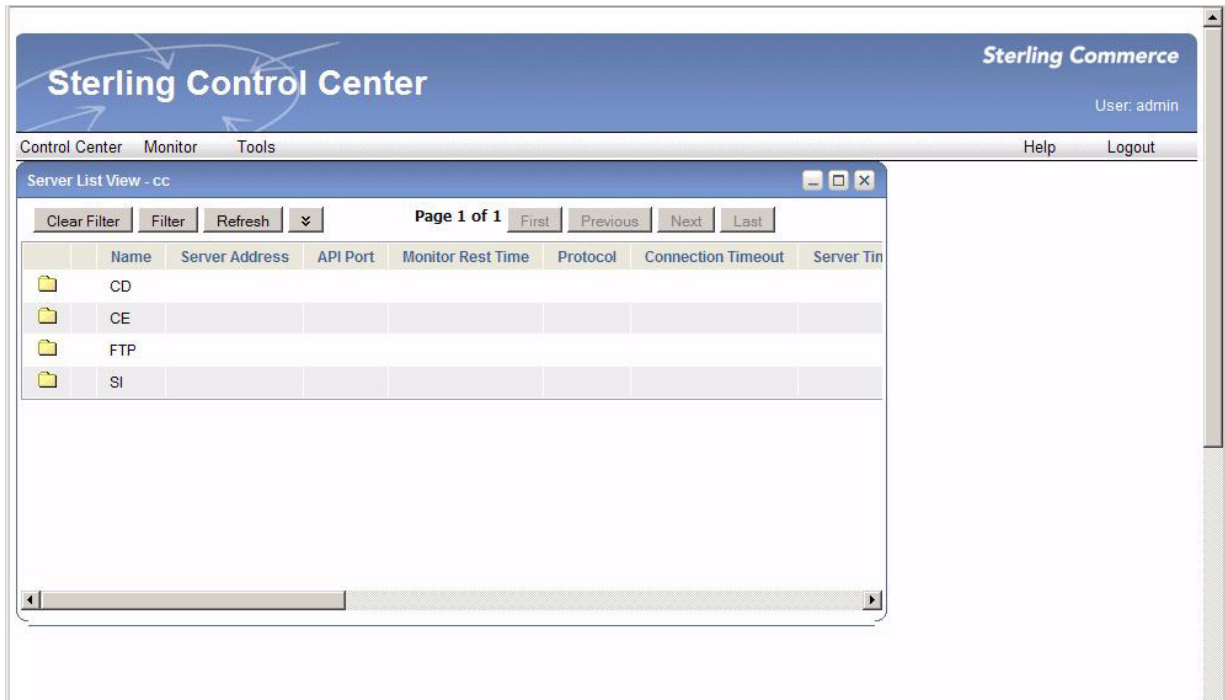 Sterling Commerce
Sterling Control Center
User: admin
Control Center Monitor Tools Help Logout
Server List View - cc
Clear Filter Filter Refresh Page 1 of 1 First Previous Next Last
Name Server Address API Port Monitor Rest Time Protocol Connection Timeout Server Tin
CD
CE
FTP
SI